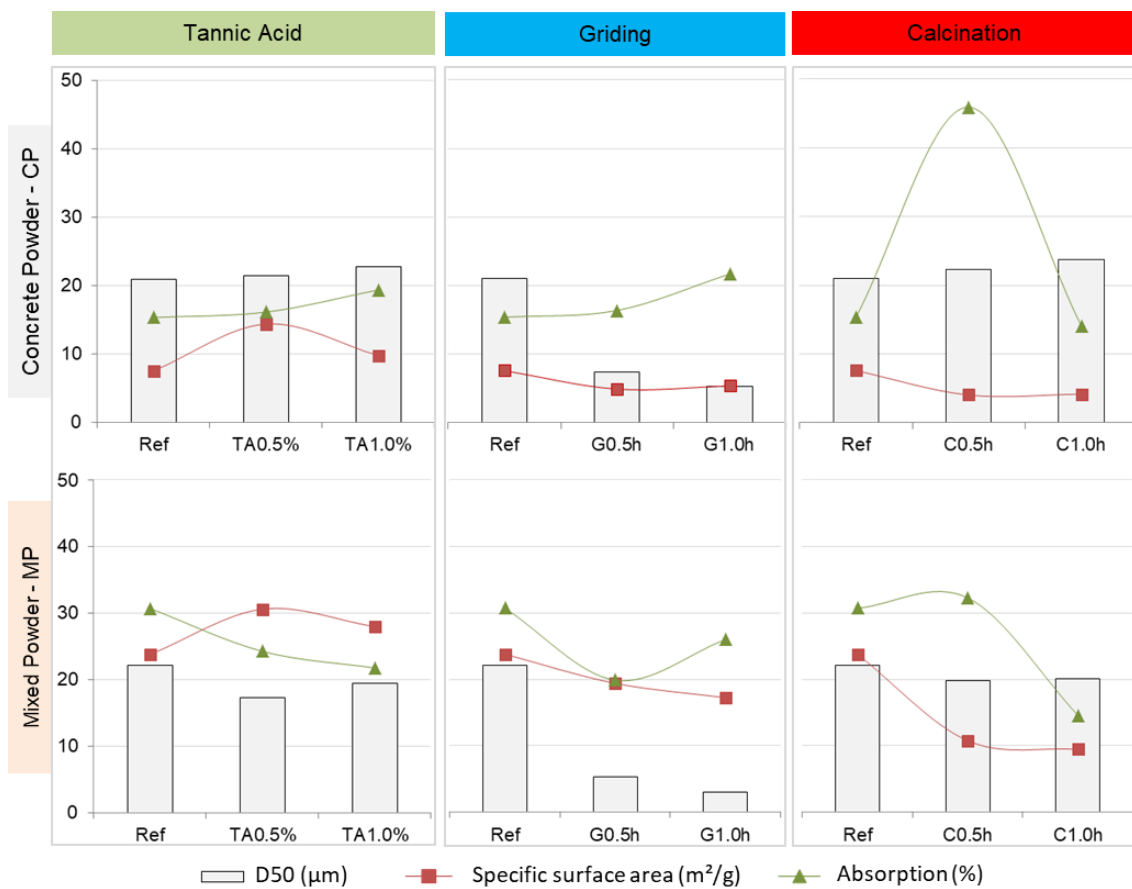 Tannic Acid
Griding
Calcination
Concrete Powder - CP
50
40
30
20
10
0
Ref
TA0.5%
TA1.0%
Ref
G0.5h
G1.0h
Ref
C0.5h
C1.0h
Mixed Powder - MP
50
40
30
20
10
0
Ref
TA0.5%
TA1.0%
Ref
G0.5h
G1.0h
Ref
C0.5h
C1.0h
D50 (µm)
Specific surface area (m²/g)
Absorption (%)